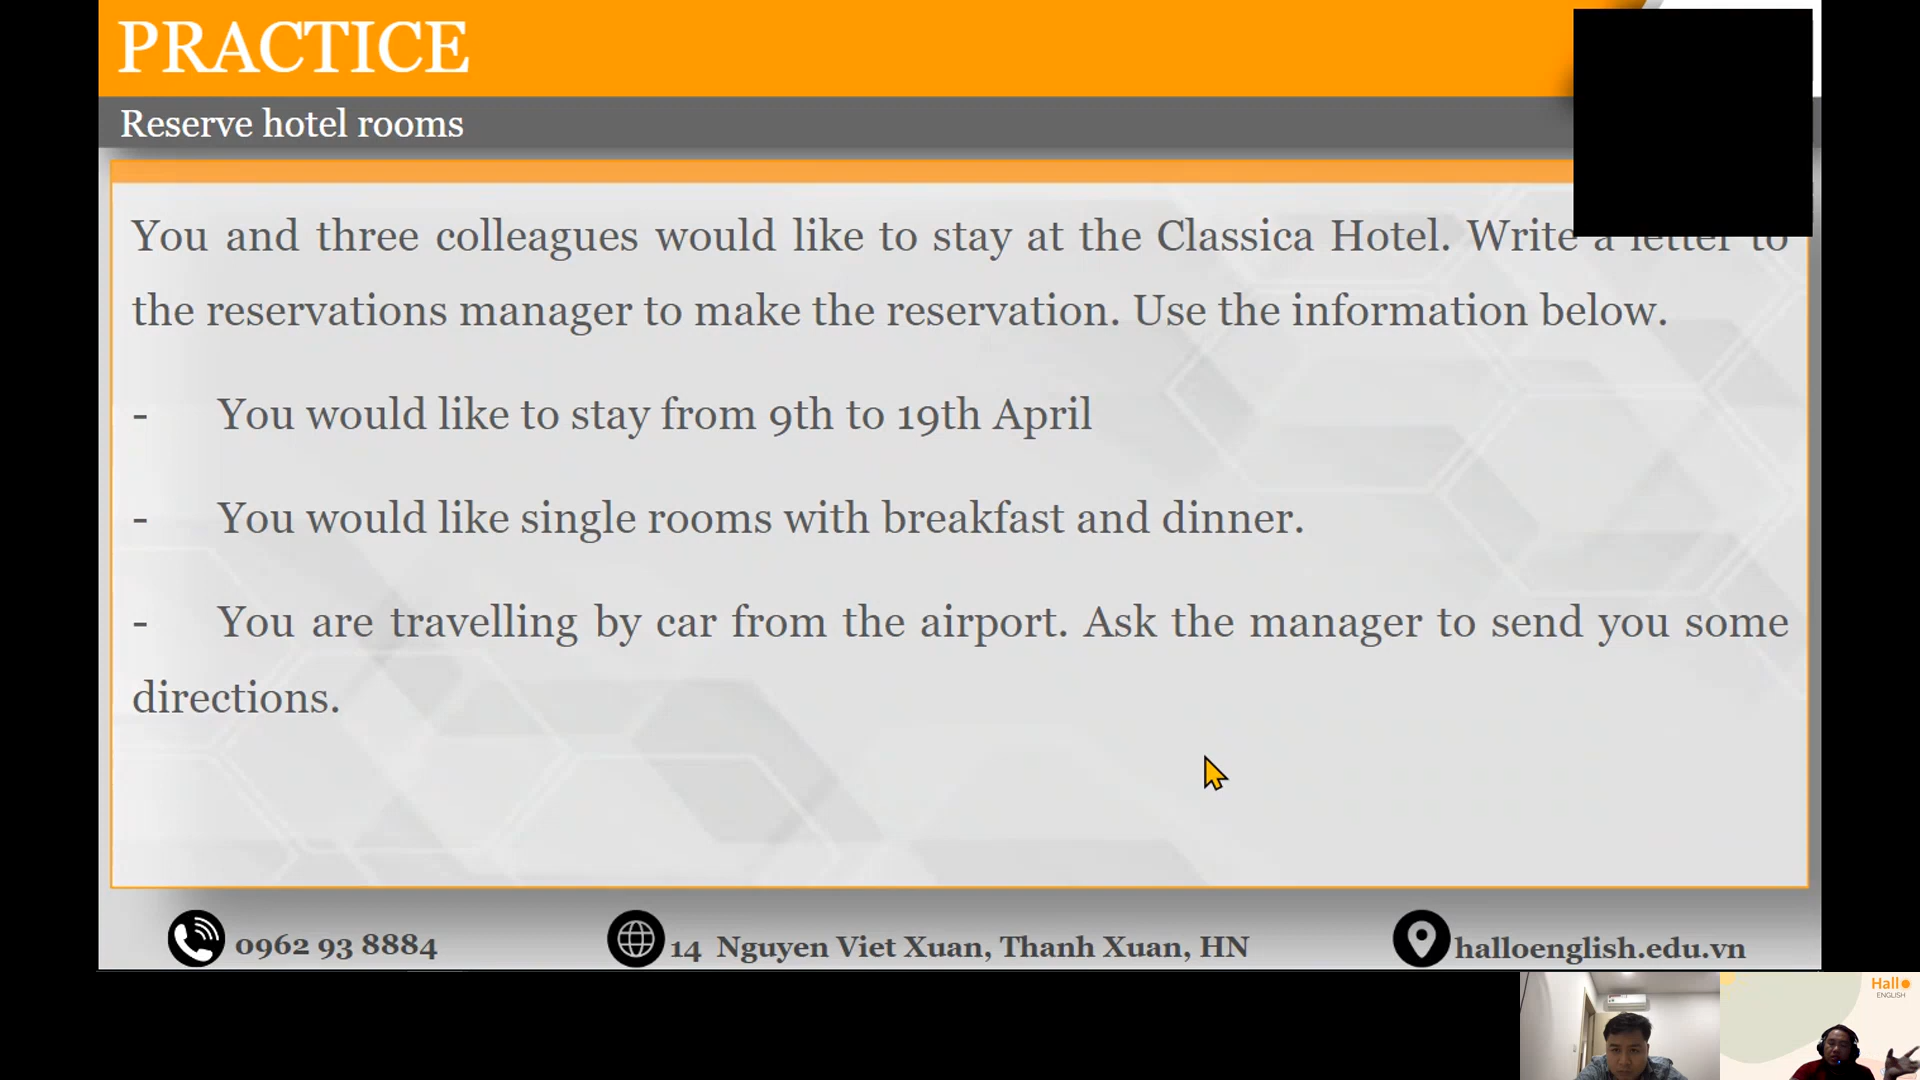 PRACTICE
Reserve hotel rooms
You and three colleagues would like to stay at the Classica Hotel. Write a letter to
the reservations manager to make the reservation. Use the information below.
- You would like to stay from 9th to 19th April
- You would like single rooms with breakfast and dinner.
- You are travelling by car from the airport. Ask the manager to send you some
directions.
0962 93 8884
14 Nguyen Viet Xuan, Thanh Xuan, HN
halloenglish.edu.vn
Hall
ENGLISH